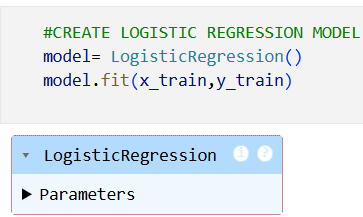 #CREATE LOGISTIC REGRESSION MODEL
model= LogisticRegression()
model.fit(x_train,y_train)
LogisticRegression i ?
Parameters